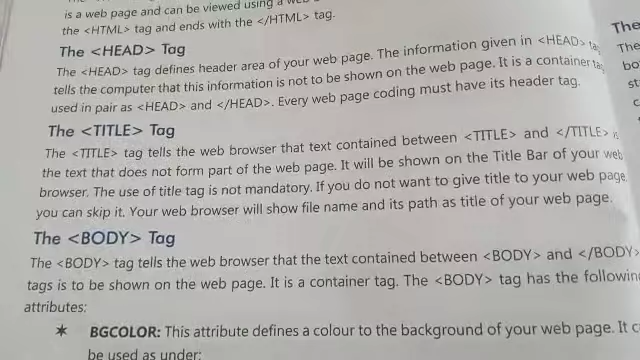 is a web page and can be viewed using a web
the <HTML> tag and ends with the </HTML> tag.
The <HEAD> Tag
The <HEAD> tag defines header area of your web page. The information given in <HEAD> tag
tells the computer that this information is not to be shown on the web page. It is a container tag
used in pair as <HEAD> and </HEAD>. Every web page coding must have its header tag.
The <TITLE> Tag
The <TITLE> tag tells the web browser that text contained between <TITLE> and </TITLE> is
the text that does not form part of the web page. It will be shown on the Title Bar of your web
browser. The use of title tag is not mandatory. If you do not want to give title to your web page,
you can skip it. Your web browser will show file name and its path as title of your web page.
The <BODY> Tag
The <BODY> tag tells the web browser that the text contained between <BODY> and </BODY>
tags is to be shown on the web page. It is a container tag. The <BODY> tag has the following
attributes:
✶ BGCOLOR: This attribute defines a colour to the background of your web page. It c
be used as under:
The
The
bo
st
c